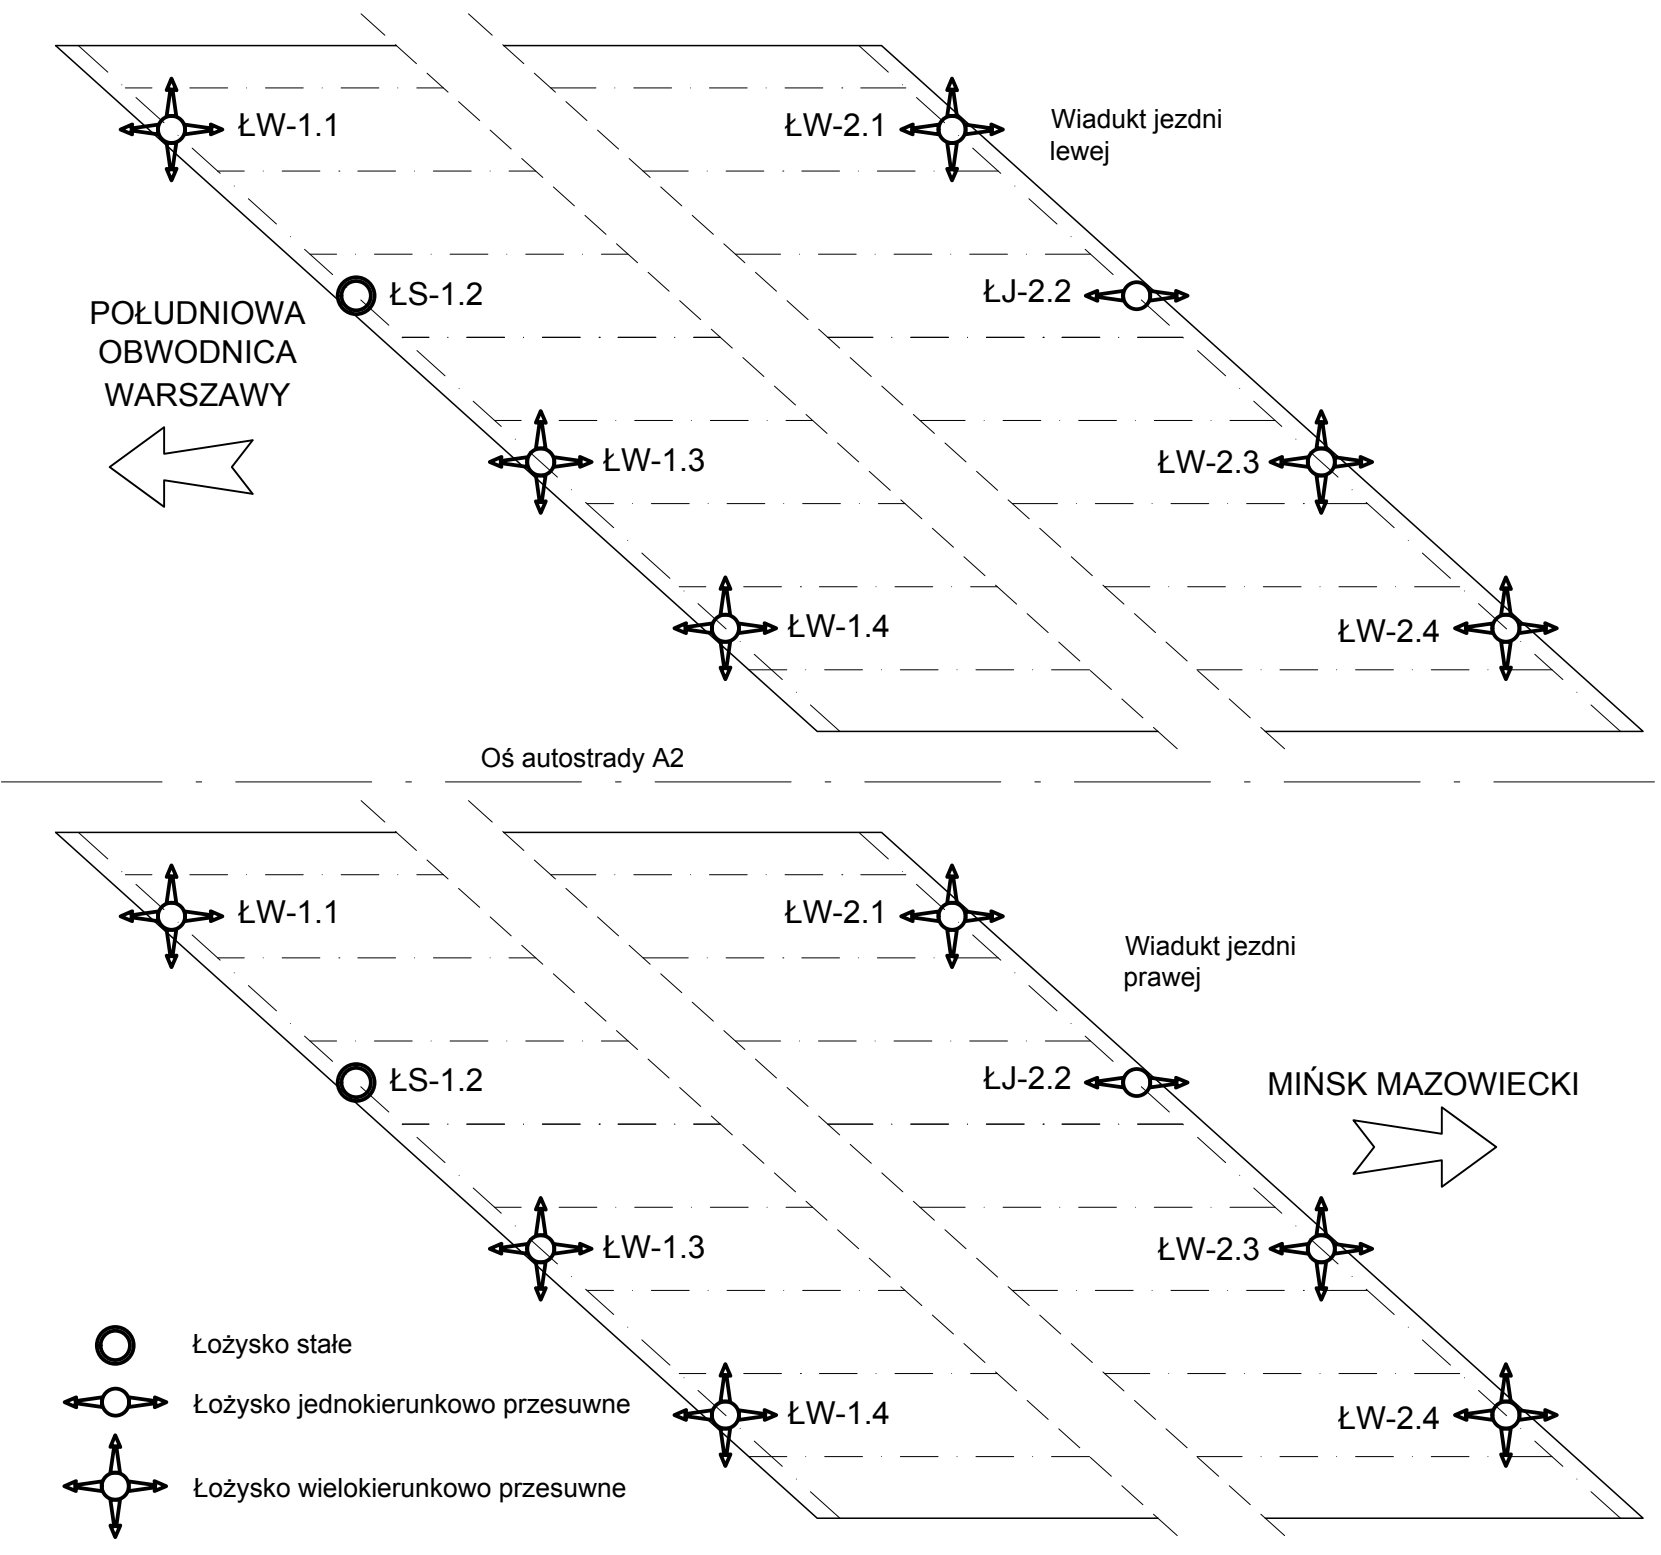 ŁW-1.1
ŁW-2.1
Wiadukt jezdni
lewej
ŁS-1.2
ŁJ-2.2
POŁUDNIOWA
OBWODNICA
WARSZAWY
ŁW-1.3
ŁW-2.3
ŁW-1.4
ŁW-2.4
Oś autostrady A2
ŁW-1.1
ŁW-2.1
Wiadukt jezdni
prawej
ŁS-1.2
ŁJ-2.2
MIŃSK MAZOWIECKI
ŁW-1.3
ŁW-2.3
Łożysko stałe
Łożysko jednokierunkowo przesuwne
ŁW-1.4
ŁW-2.4
Łożysko wielokierunkowo przesuwne